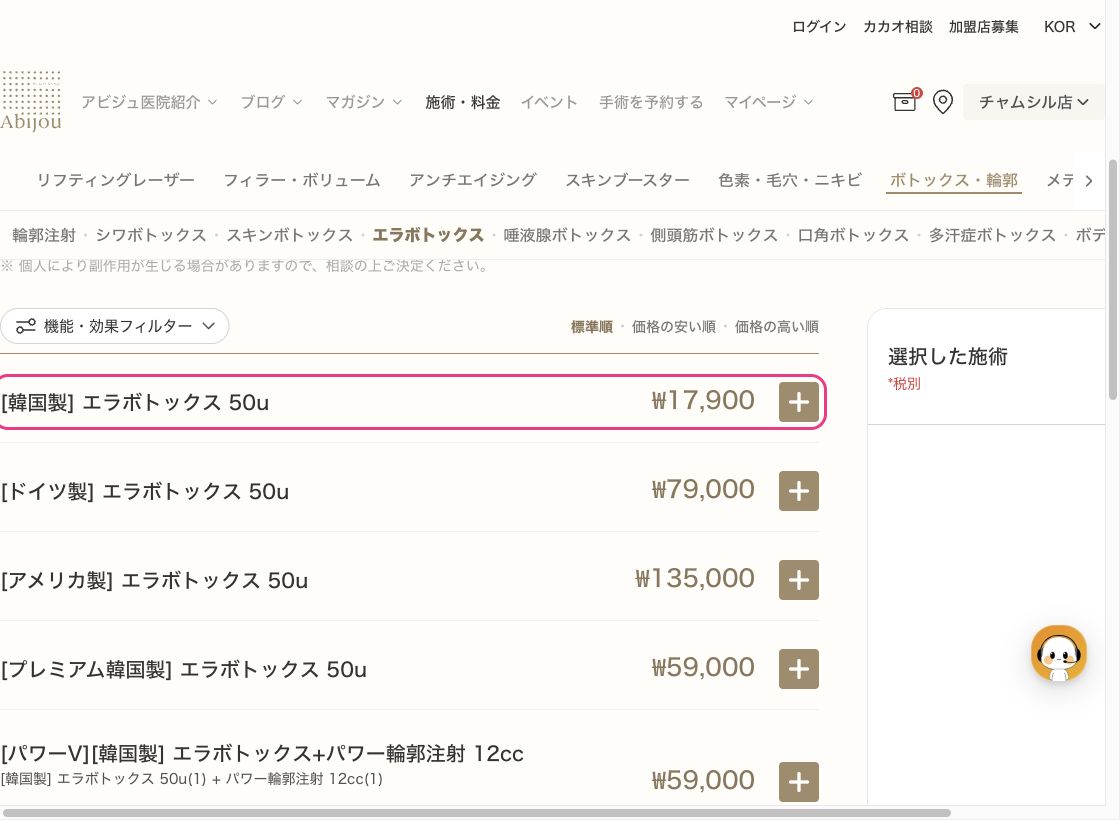 ログイン カカオ相談 加盟店募集 KOR
Abijou アビジュ医院紹介 ブログ マガジン 施術・料金 イベント 手術を予約する マイページ 0 チャムシル店
リフティングレーザー フィラー・ボリューム アンチエイジング スキンブースター 色素・毛穴・ニキビ ボトックス・輪郭 メデ
輪郭注射 · シワボトックス · スキンボトックス · エラボトックス · 唾液腺ボトックス · 側頭筋ボトックス · 口角ボトックス · 多汗症ボトックス · ボデ
※ 個人により副作用が生じる場合がありますので、相談の上ご決定ください。
機能・効果フィルター 標準順 · 価格の安い順 · 価格の高い順
選択した施術
*税別
[韓国製] エラボトックス 50u ₩17,900
[ドイツ製] エラボトックス 50u ₩79,000
[アメリカ製] エラボトックス 50u ₩135,000
[プレミアム韓国製] エラボトックス 50u ₩59,000
[パワーV][韓国製] エラボトックス+パワー輪郭注射 12cc
[韓国製] エラボトックス 50u(1) + パワー輪郭注射 12cc(1) ₩59,000